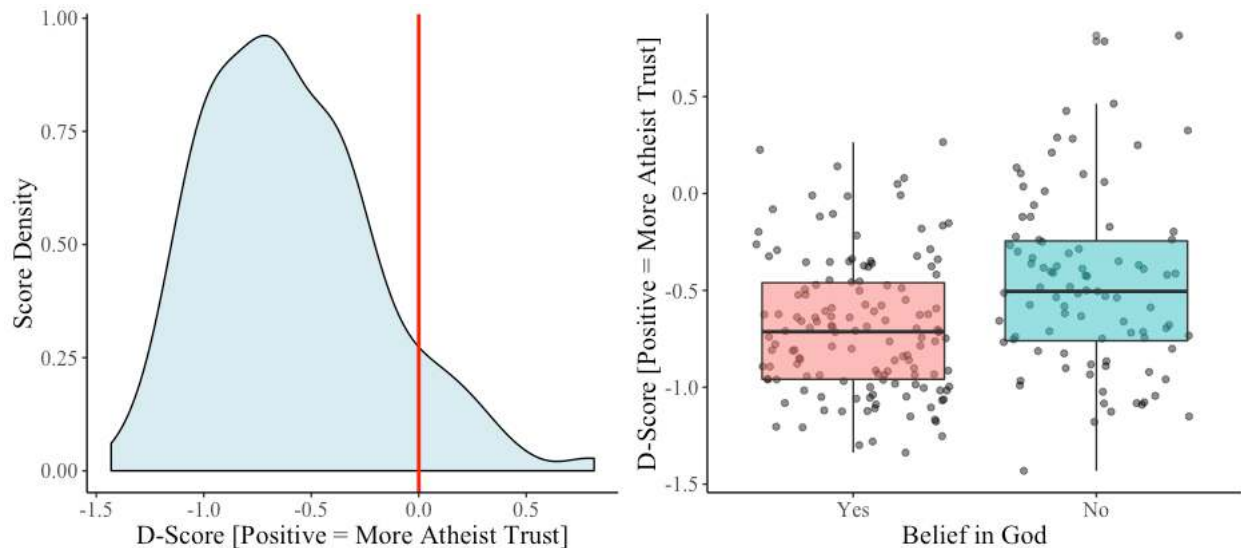 1.00
0.75
0.50
0.25
0.00
Score Density
-1.5 -1.0 -0.5 0.0 0.5
D-Score [Positive = More Atheist Trust]
D-Score [Positive = More Atheist Trust]
0.5
0.0
-0.5
-1.0
-1.5
Yes No
Belief in God